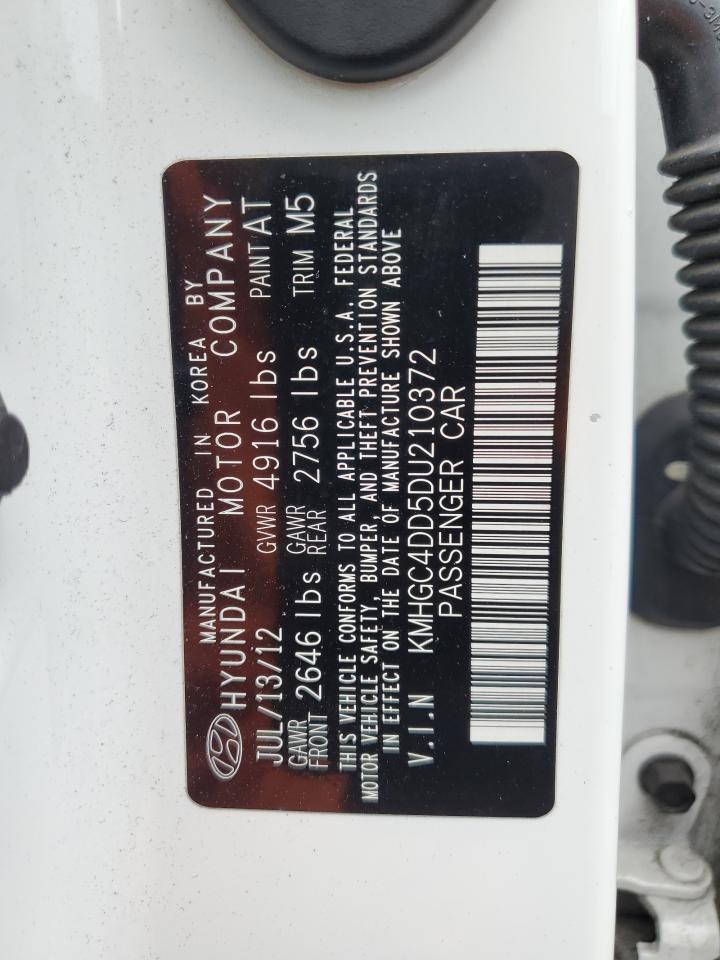 MANUFACTURED IN KOREA BY
HYUNDAI MOTOR COMPANY
JUL/13/12 GVWR 4916 lbs PAINT AT
GAWR FRONT 2646 lbs GAWR REAR 2756 lbs TRIM M5
THIS VEHICLE CONFORMS TO ALL APPLICABLE U.S.A. FEDERAL
MOTOR VEHICLE SAFETY, BUMPER, AND THEFT PREVENTION STANDARDS
IN EFFECT ON THE DATE OF MANUFACTURE SHOWN ABOVE
V.I.N KMHGC4DD5DU210372
PASSENGER CAR